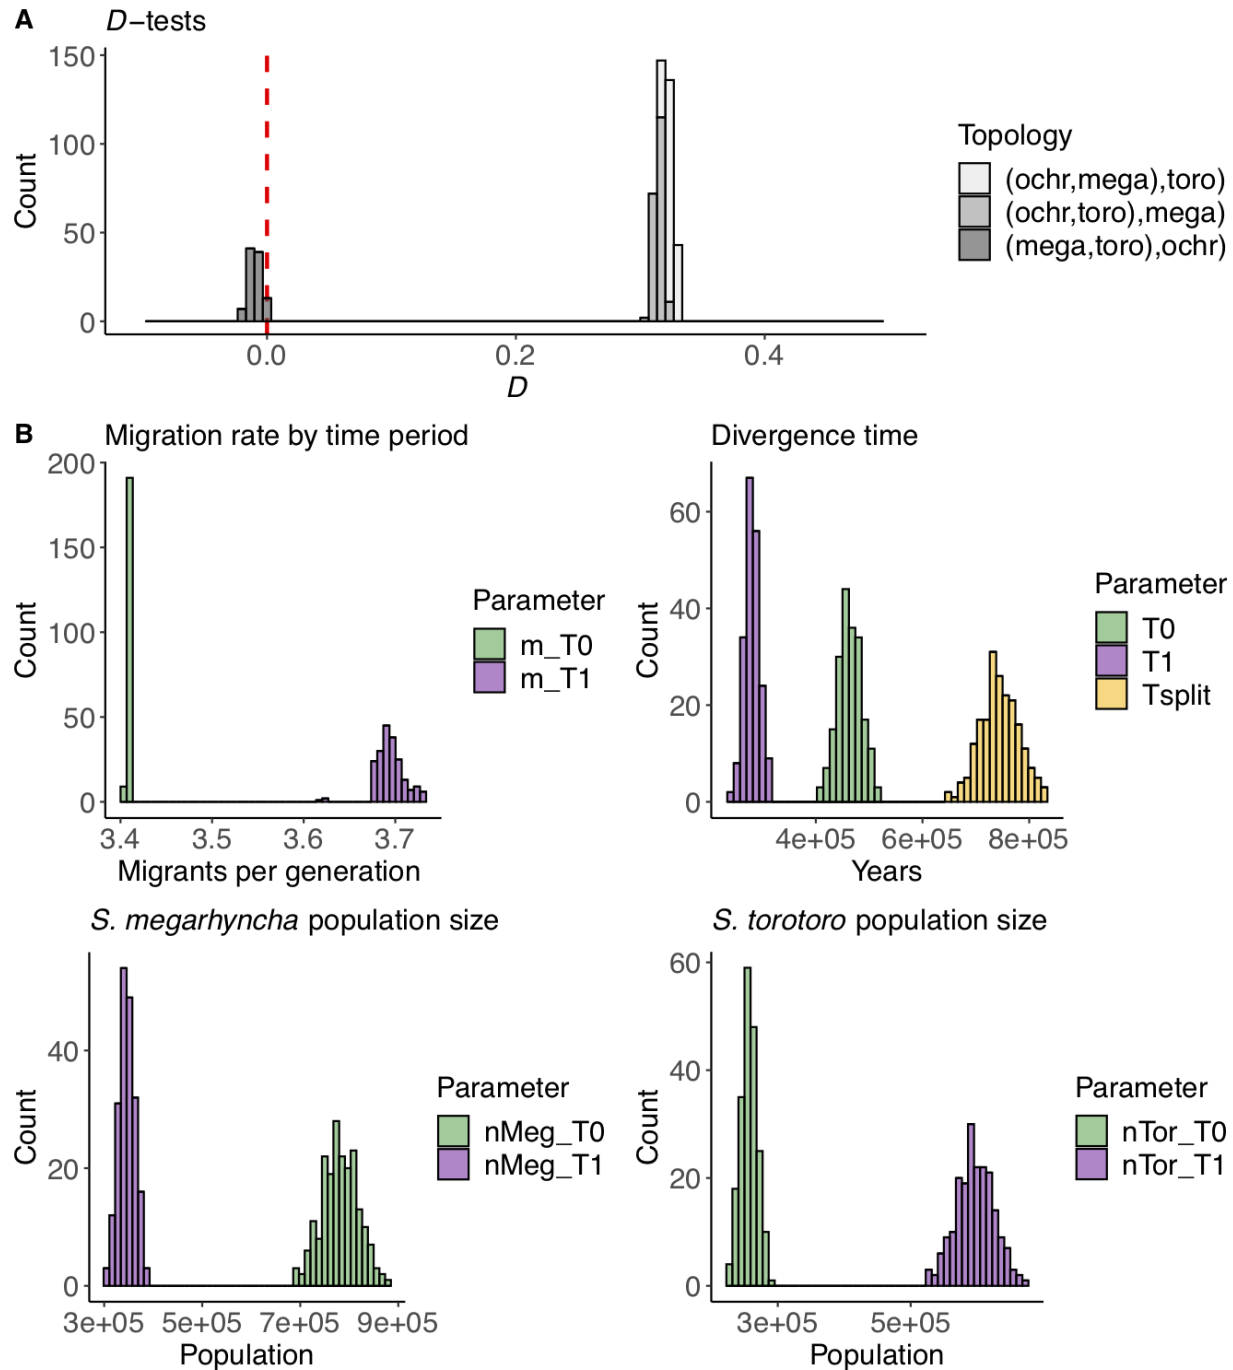 A
D−tests
150
100
50
0
Count
0.0
0.2
0.4
D
Topology
(ochr,mega),toro)
(ochr,toro),mega)
(mega,toro),ochr)
B
Migration rate by time period
200
150
100
50
0
Count
3.4
3.5
3.6
3.7
Migrants per generation
Parameter
m_T0
m_T1
Divergence time
60
40
20
0
Count
4e+05
6e+05
8e+05
Years
Parameter
T0
T1
Tsplit
S. megarhyncha population size
40
20
0
Count
3e+05
5e+05
7e+05
9e+05
Population
Parameter
nMeg_T0
nMeg_T1
S. torotoro population size
60
40
20
0
Count
3e+05
5e+05
Population
Parameter
nTor_T0
nTor_T1